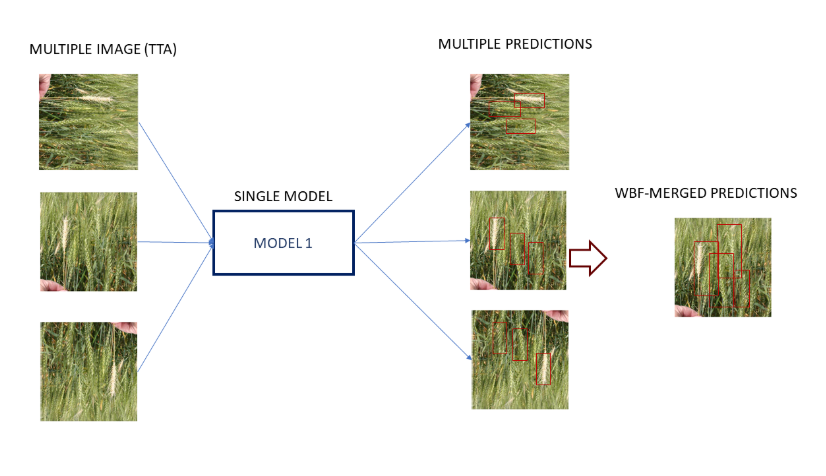 MULTIPLE IMAGE (TTA)
MULTIPLE PREDICTIONS
SINGLE MODEL
MODEL 1
WBF-MERGED PREDICTIONS